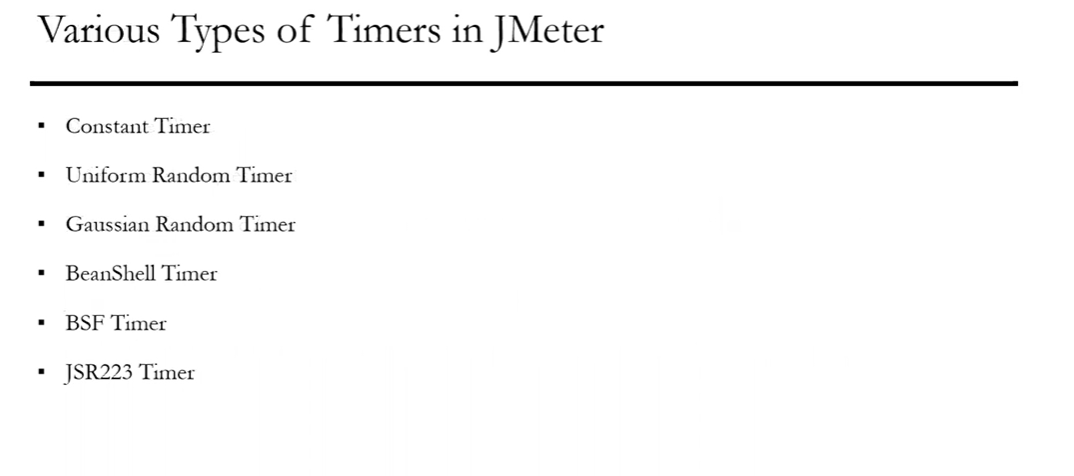 Various Types of Timers in JMeter
▪ Constant Timer
▪ Uniform Random Timer
▪ Gaussian Random Timer
▪ BeanShell Timer
▪ BSF Timer
▪ JSR223 Timer